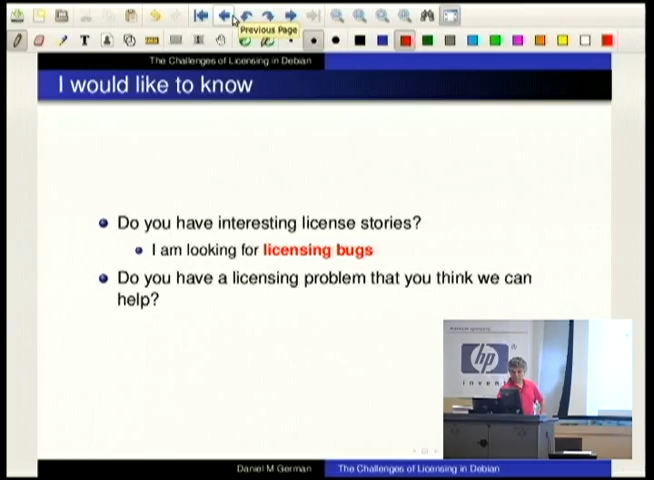 Previous Page
The Challenges of Licensing in Debian
I would like to know
Do you have interesting license stories?
I am looking for licensing bugs
Do you have a licensing problem that you think we can
help?
hp
invent
Daniel M German
The Challenges of Licensing in Debian